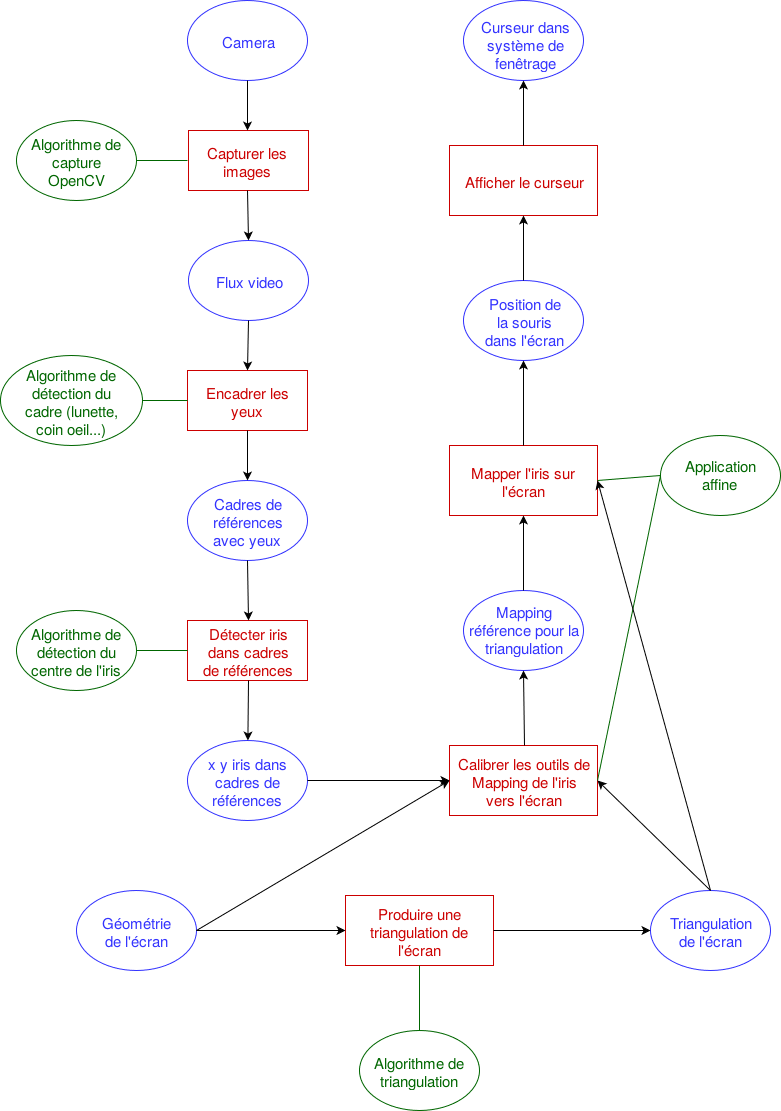 Camera
Curseur dans
système de
fenêtrage
Algorithme de
capture
OpenCV
Capturer les
images
Afficher le curseur
Flux video
Position de
la souris
dans l'écran
Algorithme de
détection du
cadre (lunette,
coin oeil...)
Encadrer les
yeux
Mapper l'iris sur
l'écran
Application
affine
Cadres de
références
avec yeux
Algorithme de
détection du
centre de l'iris
Détecter iris
dans cadres
de références
Mapping
référence pour la
triangulation
x y iris dans
cadres de
références
Calibrer les outils de
Mapping de l'iris
vers l'écran
Géométrie
de l'écran
Produire une
triangulation de
l'écran
Triangulation
de l'écran
Algorithme de
triangulation